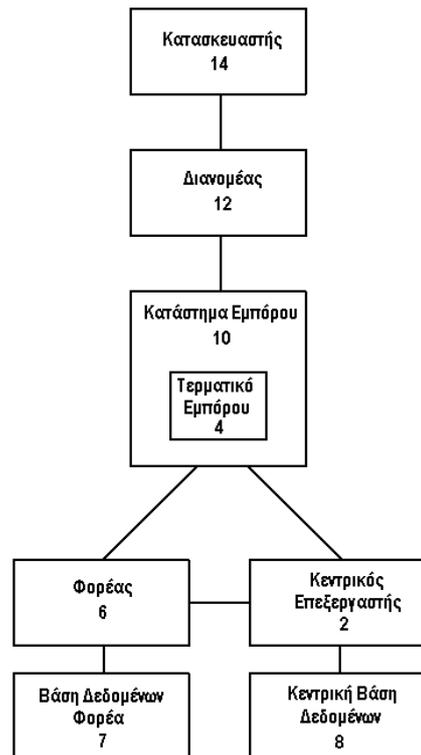 Κατασκευαστής
14
Διανομέας
12
Κατάστημα Εμπόρου
10
Τερματικό
Εμπόρου
4
Φορέας
6
Κεντρικός
Επεξεργαστής
2
Βάση Δεδομένων
Φορέα
7
Κεντρική Βάση
Δεδομένων
8